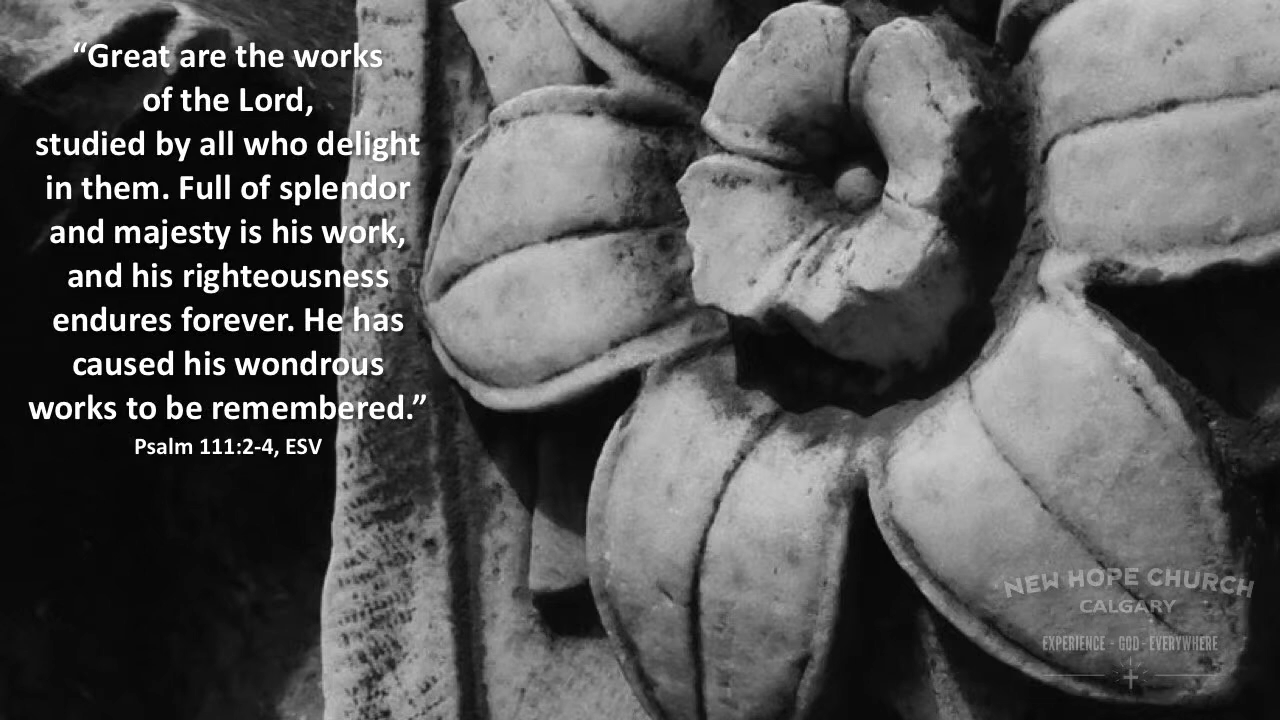 “Great are the works
of the Lord,
studied by all who delight
in them. Full of splendor
and majesty is his work,
and his righteousness
endures forever. He has
caused his wondrous
works to be remembered.”
Psalm 111:2-4, ESV
NEW HOPE CHURCH
CALGARY
EXPERIENCE - GOD - EVERYWHERE